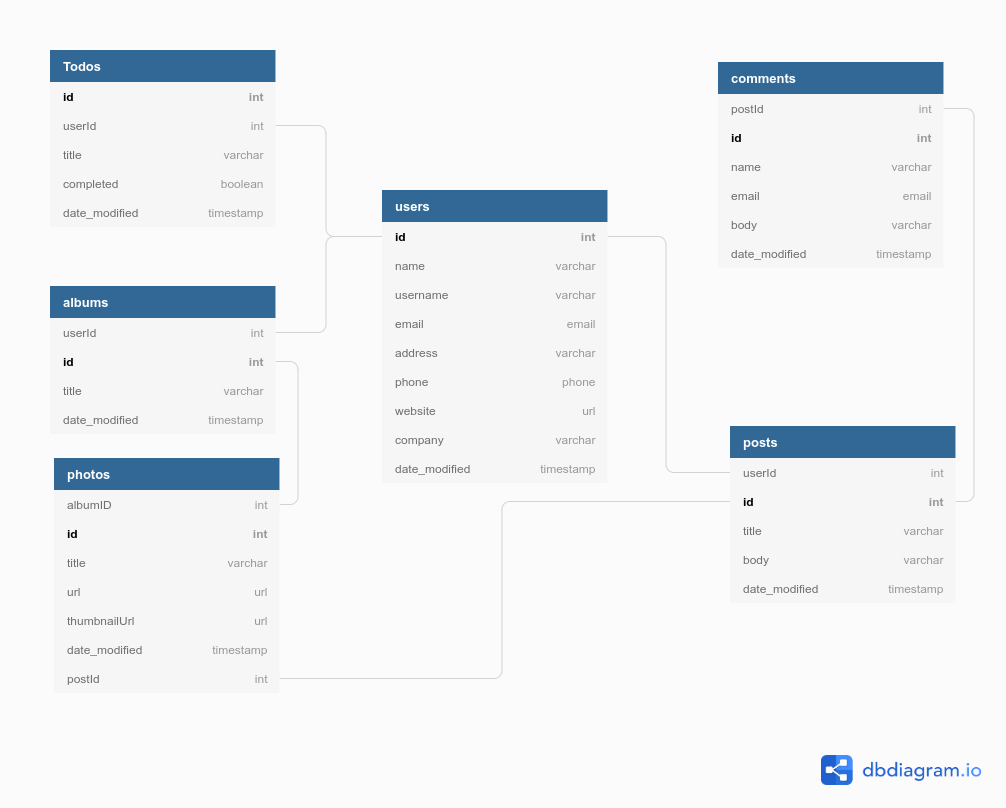 Todos
id int
userId int
title varchar
completed boolean
date_modified timestamp
albums
userId int
id int
title varchar
date_modified timestamp
photos
albumID int
id int
title varchar
url url
thumbnailUrl url
date_modified timestamp
postId int
users
id int
name varchar
username varchar
email email
address varchar
phone phone
website url
company varchar
date_modified timestamp
comments
postId int
id int
name varchar
email email
body varchar
date_modified timestamp
posts
userId int
id int
title varchar
body varchar
date_modified timestamp
dbdiagram.io